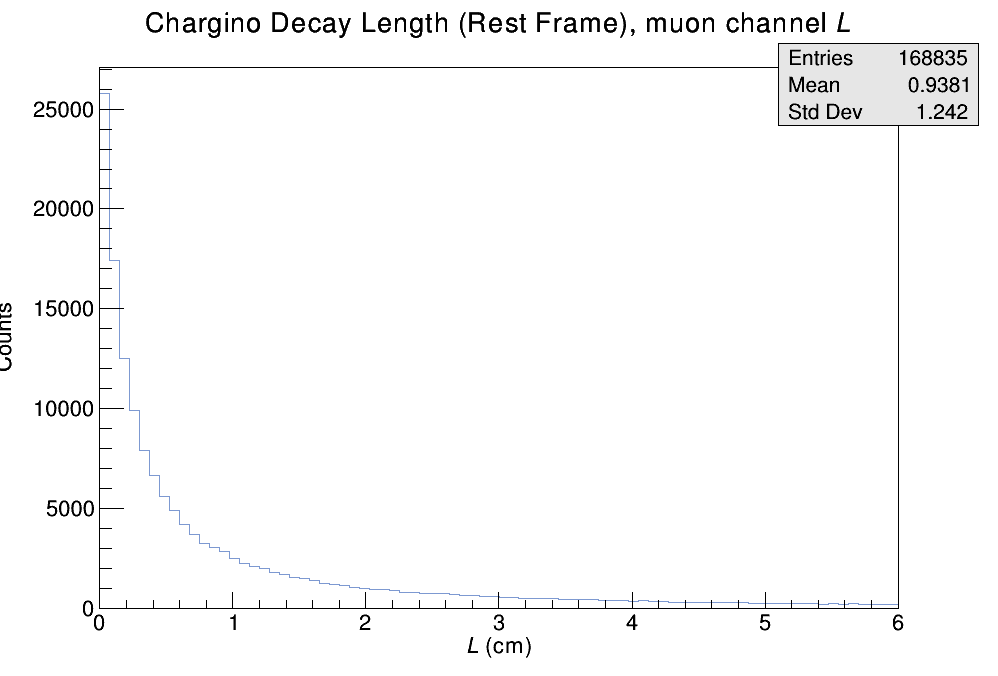 Chargino Decay Length (Rest Frame), muon channel L
Entries 168835
Mean 0.9381
Std Dev 1.242
25000
20000
15000
10000
5000
0
Counts
0 1 2 3 4 5 6
L (cm)